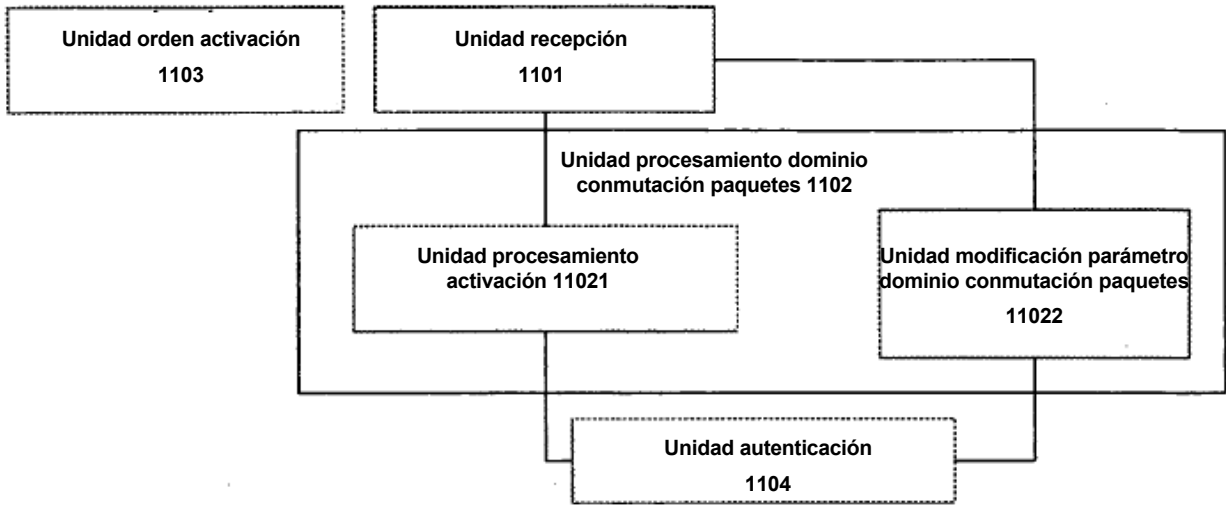 Unidad orden activación
1103
Unidad recepción
1101
Unidad procesamiento dominio
conmutación paquetes 1102
Unidad procesamiento
activación 11021
Unidad modificación parámetro
dominio conmutación paquetes
11022
Unidad autenticación
1104